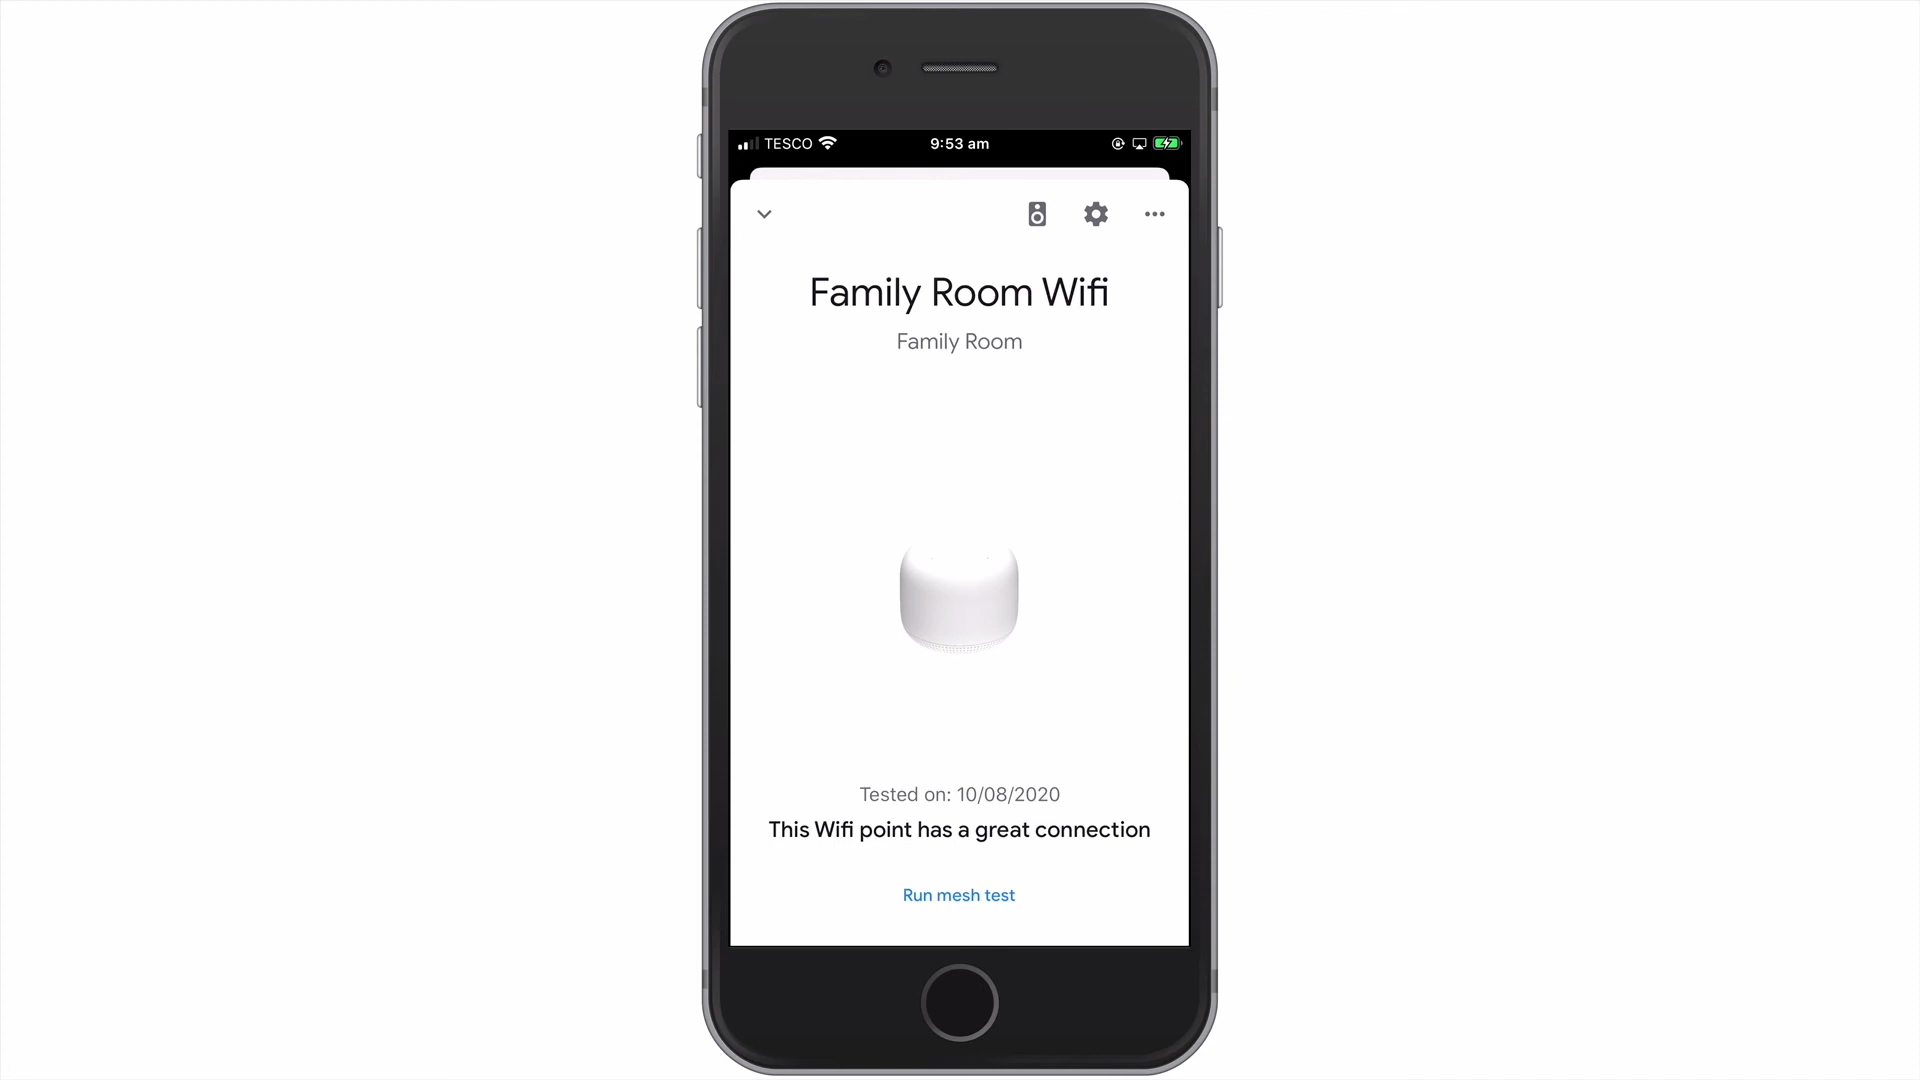 TESCO 9:53 am
Family Room Wifi
Family Room
Tested on: 10/08/2020
This Wifi point has a great connection
Run mesh test